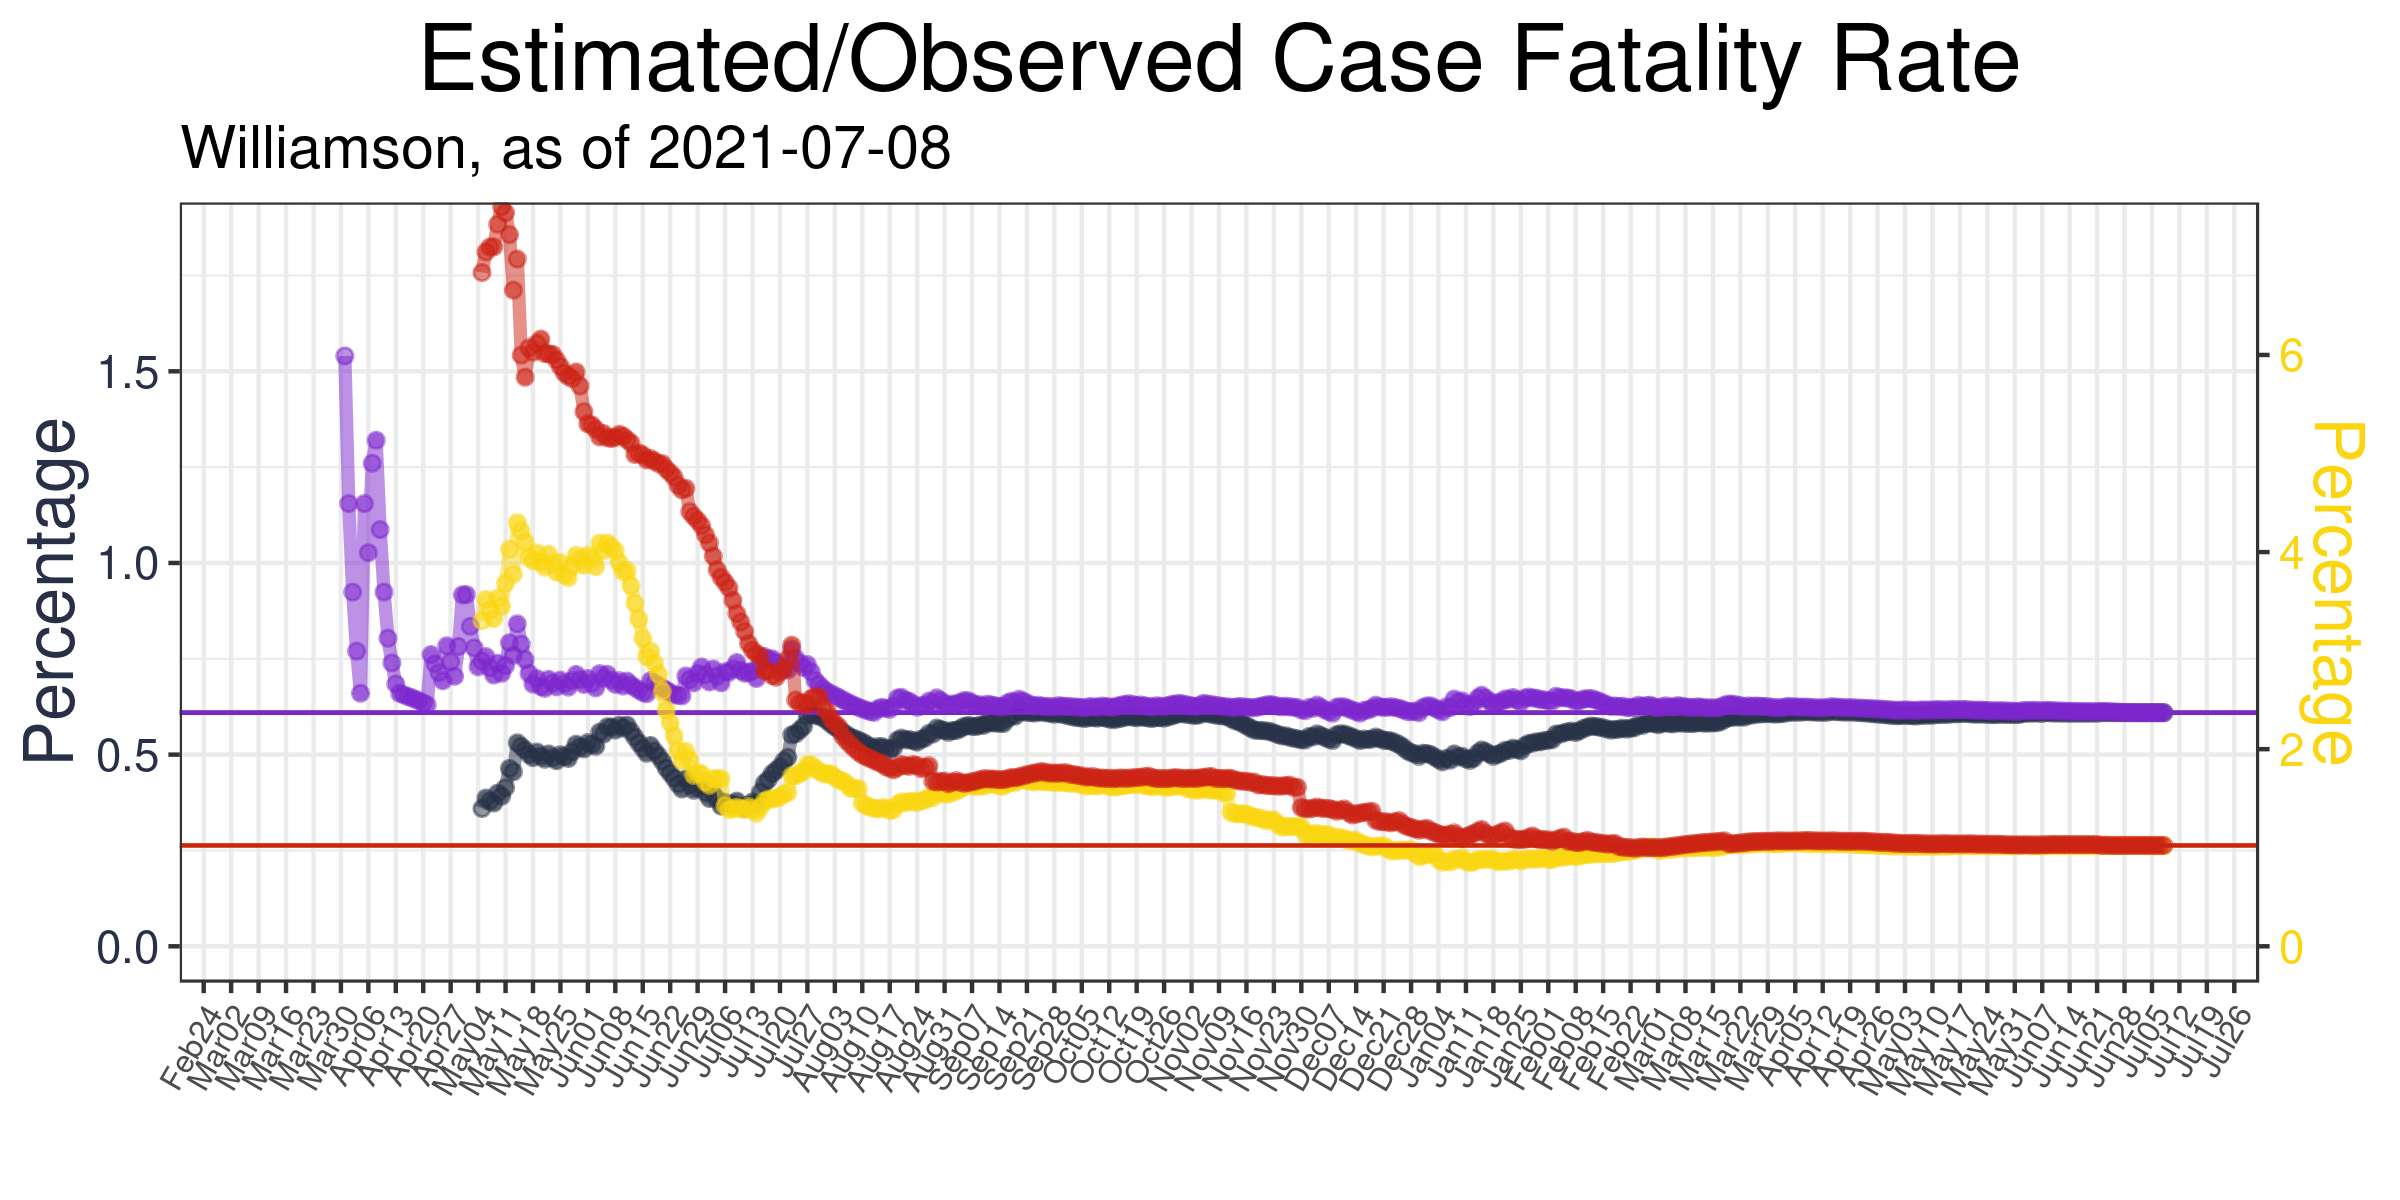 Estimated/Observed Case Fatality Rate
Williamson, as of 2021-07-08
Percentage
1.5
1.0
0.5
0.0
6
4
2
0
Percentage
Feb24
Mar02
Mar09
Mar16
Mar23
Mar30
Apr06
Apr13
Apr20
Apr27
May04
May11
May18
May25
Jun01
Jun08
Jun15
Jun22
Jun29
Jul06
Jul13
Jul20
Jul27
Aug03
Aug10
Aug17
Aug24
Aug31
Sep07
Sep14
Sep21
Sep28
Oct05
Oct12
Oct19
Oct26
Nov02
Nov09
Nov16
Nov23
Nov30
Dec07
Dec14
Dec21
Dec28
Jan04
Jan11
Jan18
Jan25
Feb01
Feb08
Feb15
Feb22
Mar01
Mar08
Mar15
Mar22
Mar29
Apr05
Apr12
Apr19
Apr26
May03
May10
May17
May24
May31
Jun07
Jun14
Jun21
Jun28
Jul05
Jul12
Jul19
Jul26